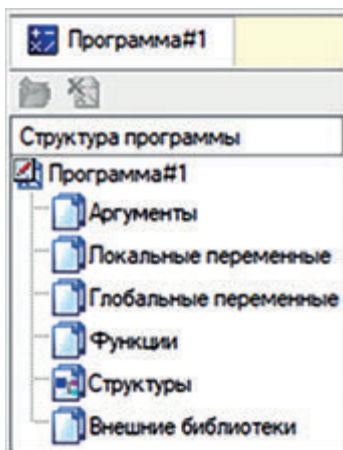 Программа#1
Структура программы
Программа#1
Аргументы
Локальные переменные
Глобальные переменные
Функции
Структуры
Внешние библиотеки